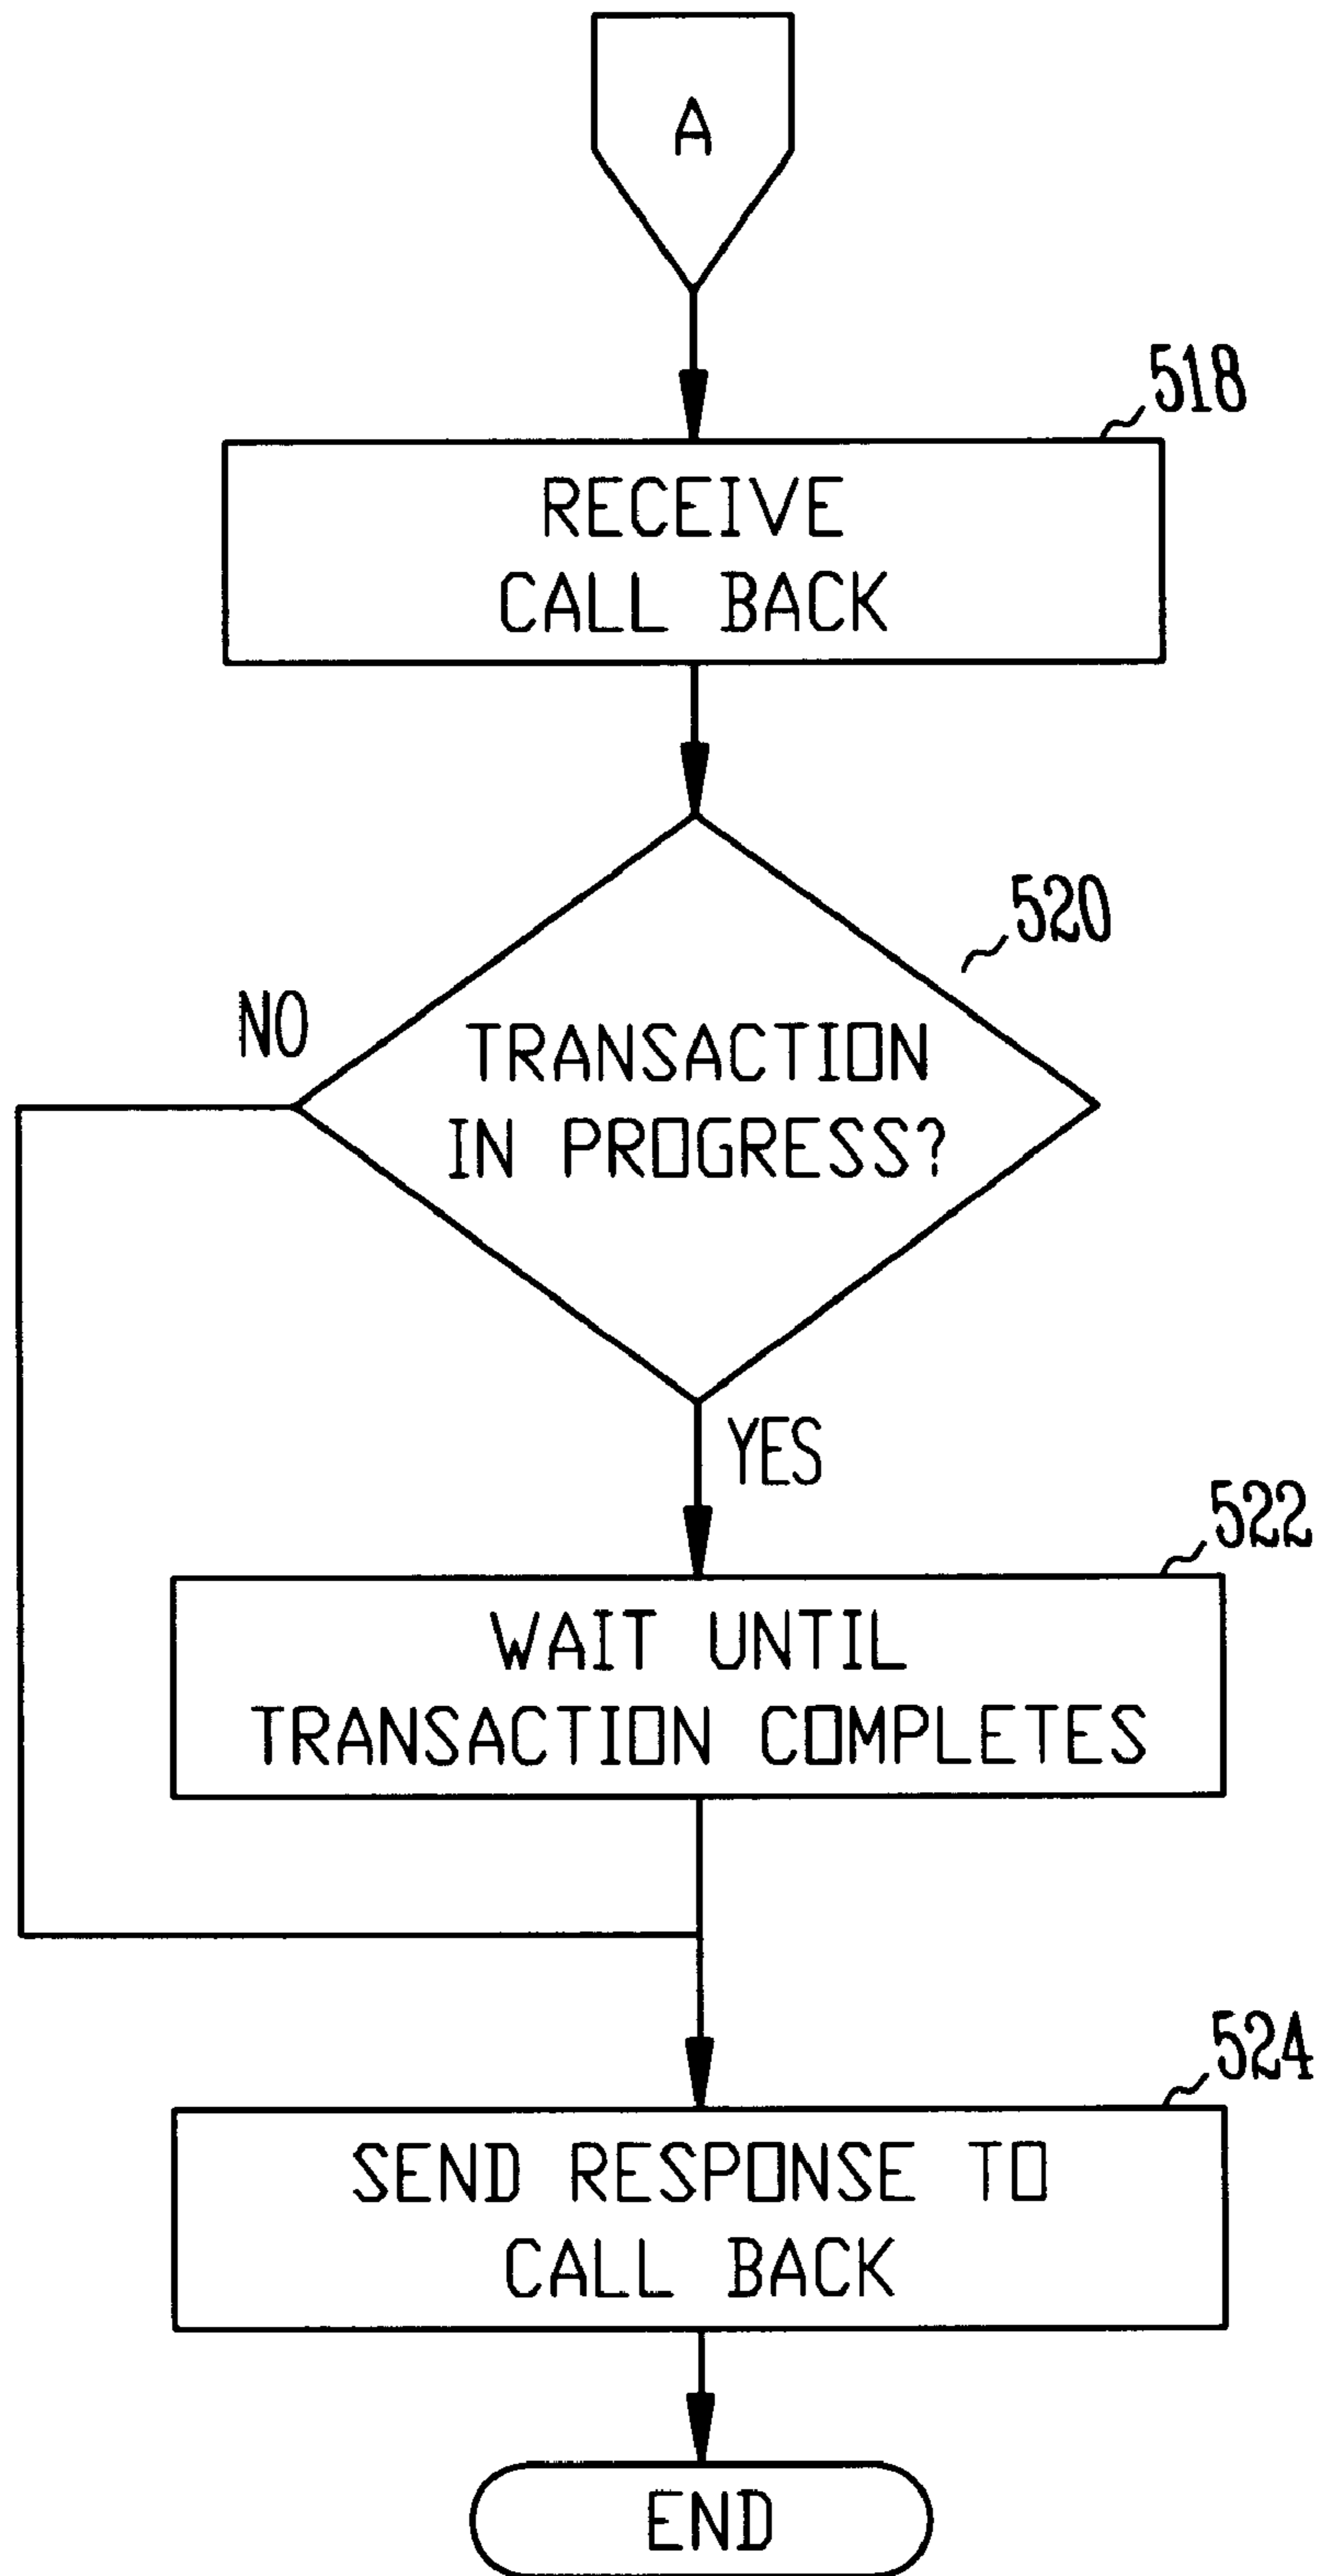 A
518
RECEIVE
CALL BACK
520
NO
TRANSACTION
IN PROGRESS?
YES
522
WAIT UNTIL
TRANSACTION COMPLETES
524
SEND RESPONSE TO
CALL BACK
END